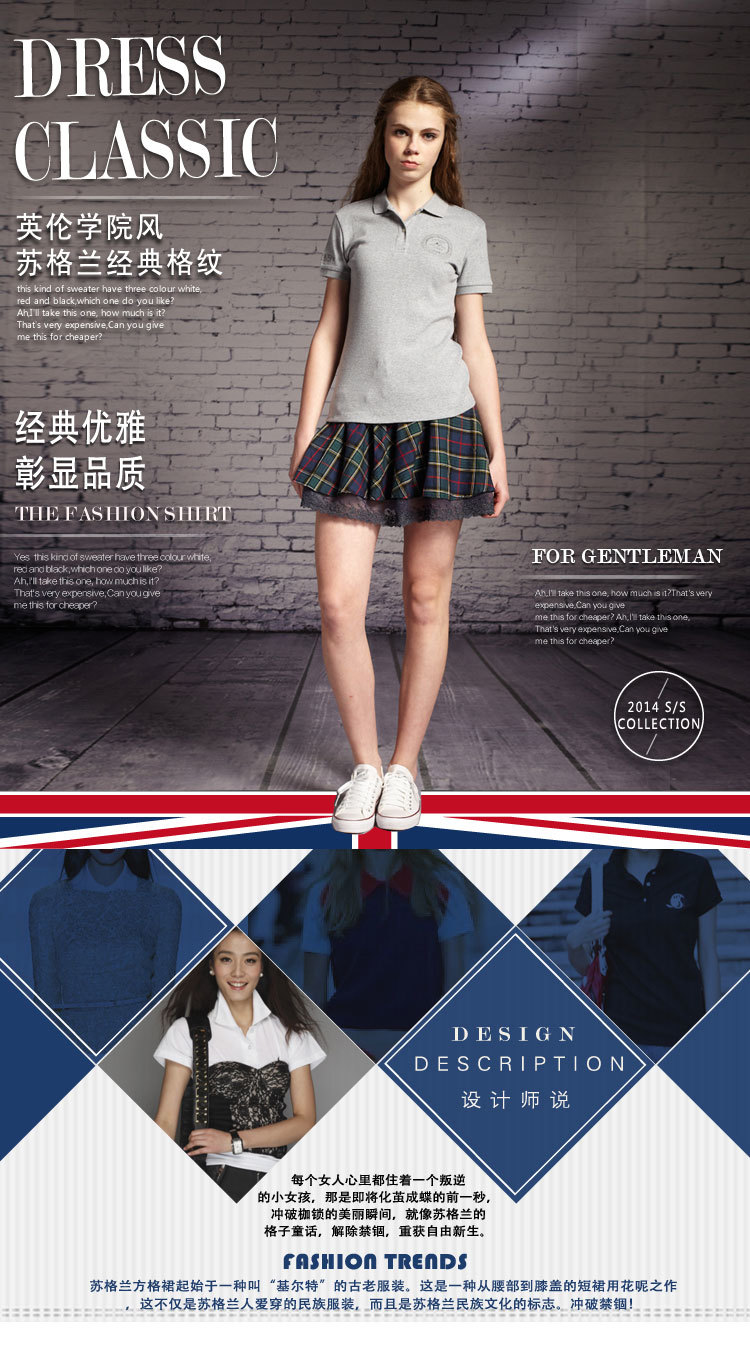 DRESS
CLASSIC
英伦学院风
苏格兰经典格纹
this kind of sweater have three colour white,
red and black,which one do you like?
Ah,I'll take this one, how much is it?
That's very expensive,Can you give
me this for cheaper?
经典优雅
彰显品质
THE FASHION SHIRT
Yes this kind of sweater have three colour white,
red and black,which one do you like?
Ah,I'll take this one, how much is it?
That's very expensive,Can you give
me this for cheaper?
FOR GENTLEMAN
Ah,I'll take this one, how much is it?That's very
expensive,Can you give
me this for cheaper? Ah,I'll take this one,
That's very expensive,Can you give
me this for cheaper?
2014 S/S
COLLECTION
DESIGN
DESCRIPTION
设计师说
每个女人心里都住着一个叛逆
的小女孩，那是即将化茧成蝶的前一秒，
冲破枷锁的美丽瞬间，就像苏格兰的
格子童话，解除禁锢，重获自由新生。
FASHION TRENDS
苏格兰方格裙起始于一种叫“基尔特”的古老服装。这是一种从腰部到膝盖的短裙用花呢之作
，这不仅是苏格兰人爱穿的民族服装，而且是苏格兰民族文化的标志。冲破禁锢！